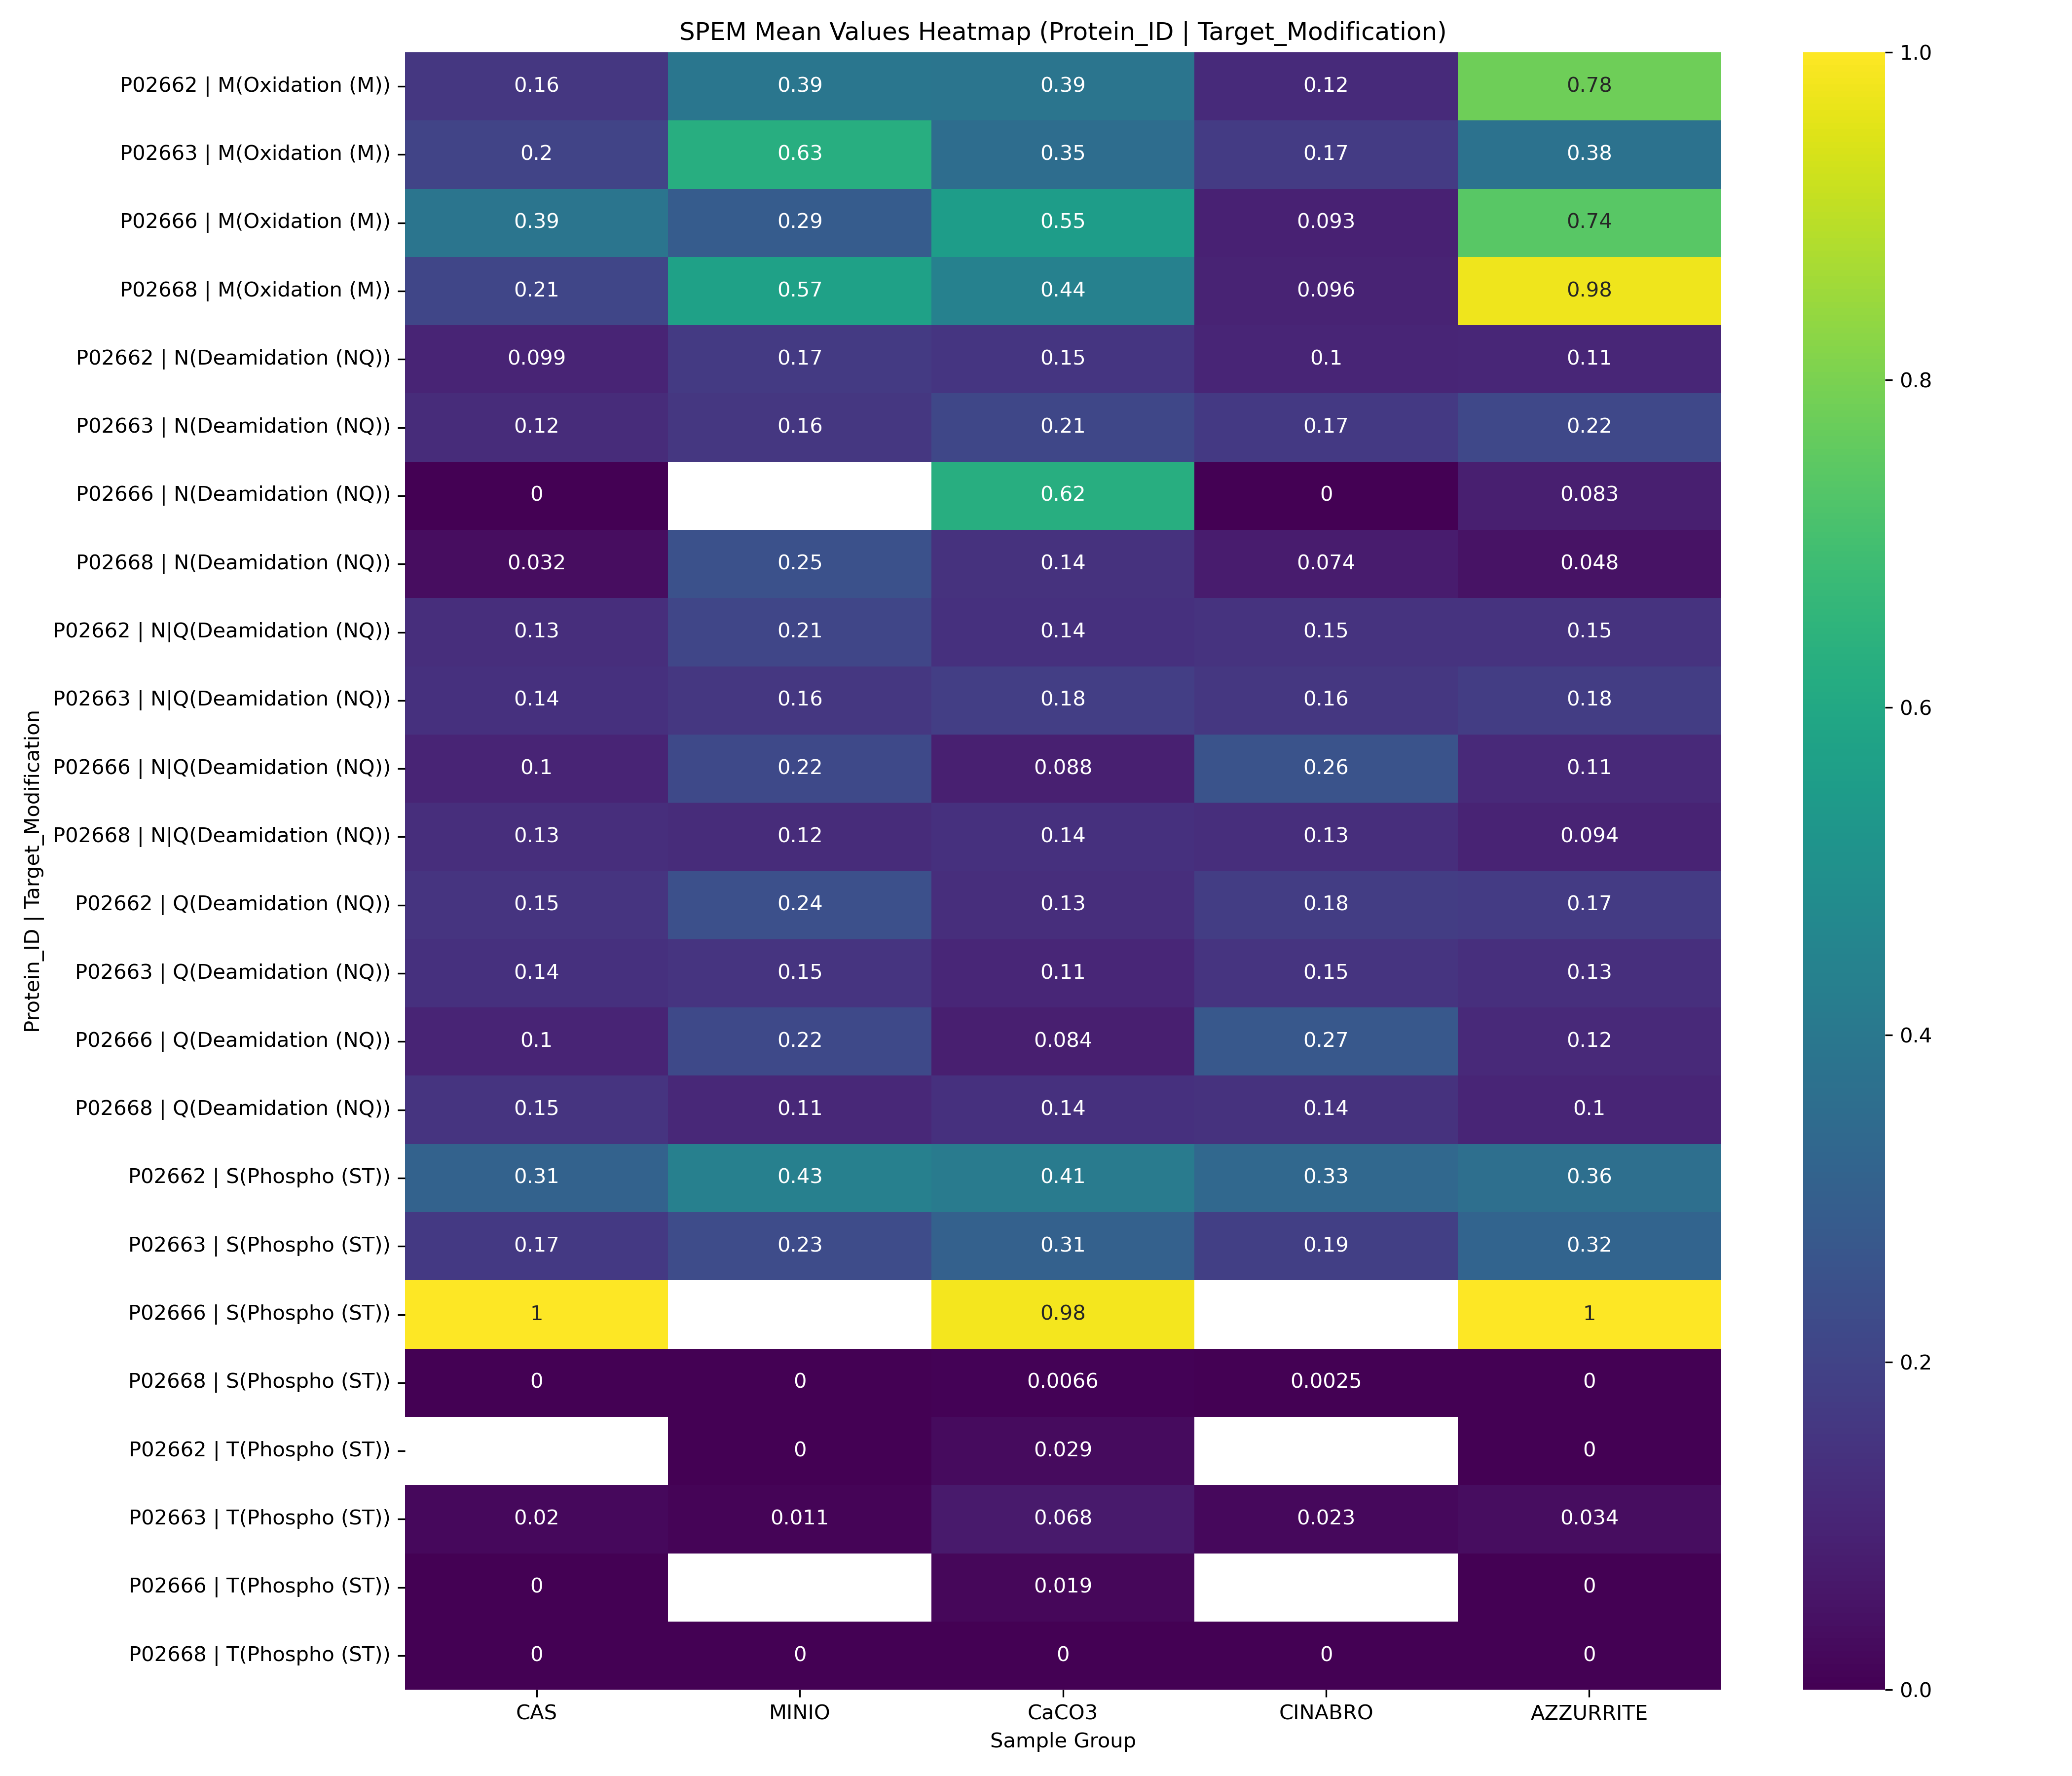 SPEM Mean Values Heatmap (Protein_ID | Target_Modification)
P02662 | M(Oxidation (M)) 0.16 0.39 0.39 0.12 0.78
P02663 | M(Oxidation (M)) 0.2 0.63 0.35 0.17 0.38
P02666 | M(Oxidation (M)) 0.39 0.29 0.55 0.093 0.74
P02668 | M(Oxidation (M)) 0.21 0.57 0.44 0.096 0.98
P02662 | N(Deamidation (NQ)) 0.099 0.17 0.15 0.1 0.11
P02663 | N(Deamidation (NQ)) 0.12 0.16 0.21 0.17 0.22
P02666 | N(Deamidation (NQ)) 0 0.62 0 0.083
P02668 | N(Deamidation (NQ)) 0.032 0.25 0.14 0.074 0.048
P02662 | N|Q(Deamidation (NQ)) 0.13 0.21 0.14 0.15 0.15
P02663 | N|Q(Deamidation (NQ)) 0.14 0.16 0.18 0.16 0.18
P02666 | N|Q(Deamidation (NQ)) 0.1 0.22 0.088 0.26 0.11
P02668 | N|Q(Deamidation (NQ)) 0.13 0.12 0.14 0.13 0.094
P02662 | Q(Deamidation (NQ)) 0.15 0.24 0.13 0.18 0.17
P02663 | Q(Deamidation (NQ)) 0.14 0.15 0.11 0.15 0.13
P02666 | Q(Deamidation (NQ)) 0.1 0.22 0.084 0.27 0.12
P02668 | Q(Deamidation (NQ)) 0.15 0.11 0.14 0.14 0.1
P02662 | S(Phospho (ST)) 0.31 0.43 0.41 0.33 0.36
P02663 | S(Phospho (ST)) 0.17 0.23 0.31 0.19 0.32
P02666 | S(Phospho (ST)) 1 0.98 1
P02668 | S(Phospho (ST)) 0 0 0.0066 0.0025 0
P02662 | T(Phospho (ST)) 0 0.029 0
P02663 | T(Phospho (ST)) 0.02 0.011 0.068 0.023 0.034
P02666 | T(Phospho (ST)) 0 0.019 0
P02668 | T(Phospho (ST)) 0 0 0 0 0
CAS MINIO CaCO3 CINABRO AZZURRITE
Sample Group
Protein_ID | Target_Modification
1.0
0.8
0.6
0.4
0.2
0.0